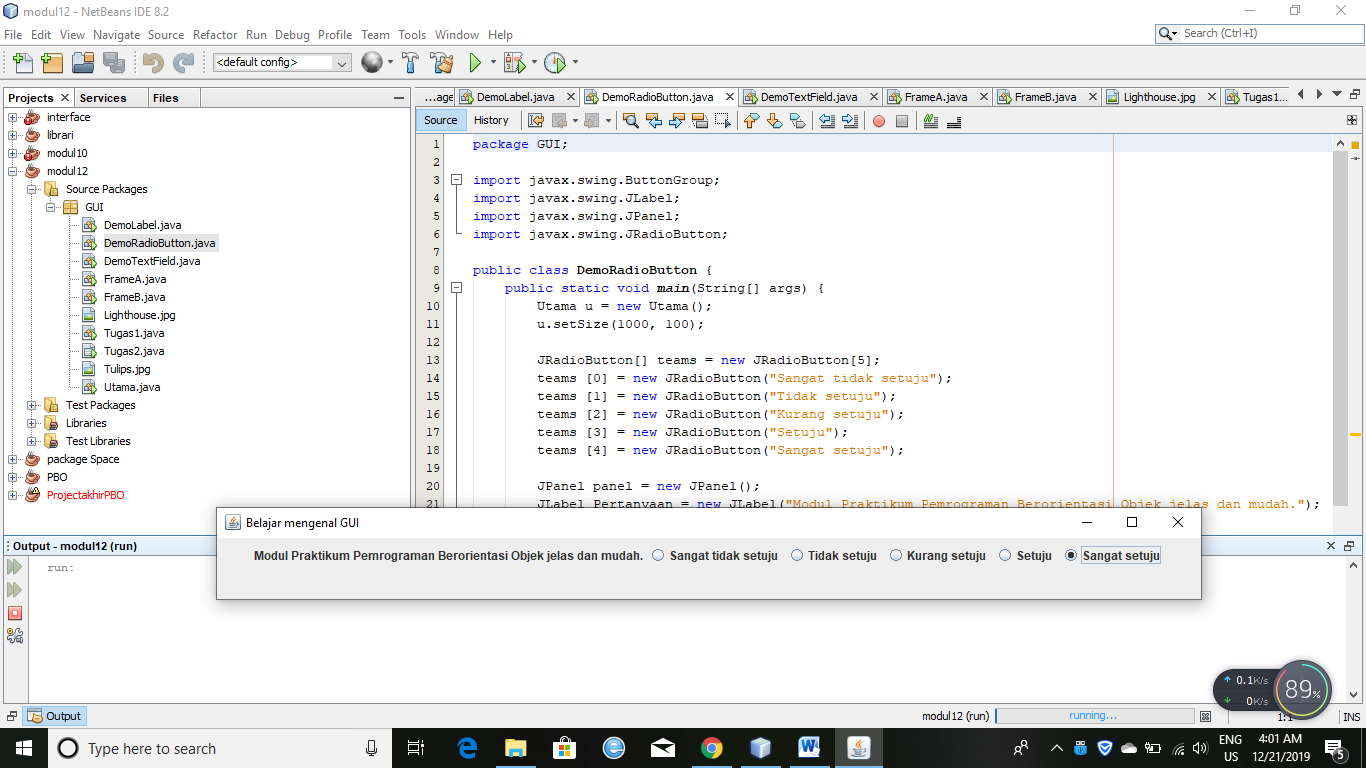 modul12 - NetBeans IDE 8.2
File Edit View Navigate Source Refactor Run Debug Profile Team Tools Window Help
Search (Ctrl+I)
<default config>
Projects Services Files
interface
librari
modul10
modul12
Source Packages
GUI
DemoLabel.java
DemoRadioButton.java
DemoTextField.java
FrameA.java
FrameB.java
Lighthouse.jpg
Tugas1.java
Tugas2.java
Tulips.jpg
Utama.java
Test Packages
Libraries
Test Libraries
package Space
PBO
ProjectakhirPBO
...age DemoLabel.java DemoRadioButton.java DemoTextField.java FrameA.java FrameB.java Lighthouse.jpg Tugas1...
Source History
1 package GUI;
2
3 import javax.swing.ButtonGroup;
4 import javax.swing.JLabel;
5 import javax.swing.JPanel;
6 import javax.swing.JRadioButton;
7
8 public class DemoRadioButton {
9 public static void main(String[] args) {
10 Utama u = new Utama();
11 u.setSize(1000, 100);
12
13 JRadioButton[] teams = new JRadioButton[5];
14 teams [0] = new JRadioButton("Sangat tidak setuju");
15 teams [1] = new JRadioButton("Tidak setuju");
16 teams [2] = new JRadioButton("Kurang setuju");
17 teams [3] = new JRadioButton("Setuju");
18 teams [4] = new JRadioButton("Sangat setuju");
19
20 JPanel panel = new JPanel();
21 JLabel Pertanyaan = new JLabel("Modul Praktikum Pemrograman Berorientasi Objek jelas dan mudah.");
Belajar mengenal GUI
Modul Praktikum Pemrograman Berorientasi Objek jelas dan mudah. Sangat tidak setuju Tidak setuju Kurang setuju Setuju Sangat setuju
Output - modul12 (run)
run:
0.1K/s
0K/s
89%
Output
modul12 (run) running... 1:1 INS
Type here to search
ENG
US
4:01 AM
12/21/2019
5